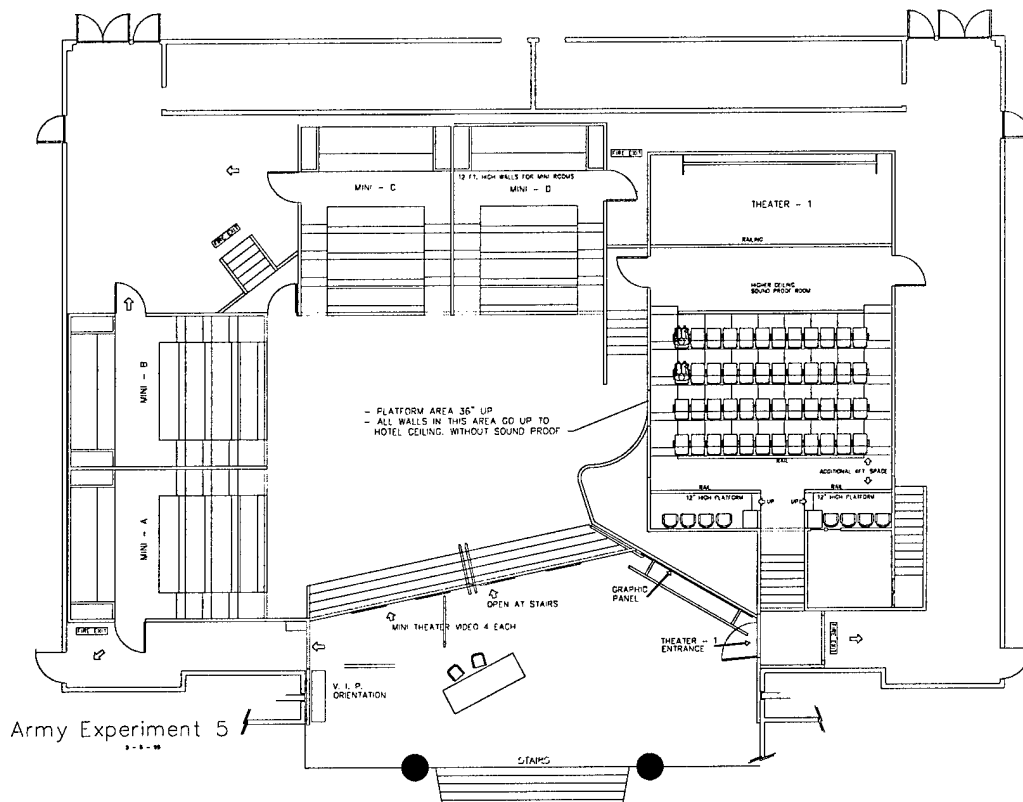 FIRE EXIT
12 FT. HIGH WALLS FOR MINI ROOMS
MINI - C
MINI - D
THEATER - 1
RAILING
FIRE EXIT
HIGHER CEILING
SOUND PROOF ROOM
MINI - B
- PLATFORM AREA 36" UP
- ALL WALLS IN THIS AREA GO UP TO
HOTEL CEILING. WITHOUT SOUND PROOF
RAIL
ADDITIONAL 4FT SPACE
RAIL
RAIL
12" HIGH PLATFORM
UP
UP
12" HIGH PLATFORM
MINI - A
GRAPHIC
PANEL
OPEN AT STAIRS
MINI THEATER VIDEO 4 EACH
FIRE EXIT
THEATER - 1
ENTRANCE
FIRE EXIT
V. I. P.
ORIENTATION
Army Experiment 5
STAIRS